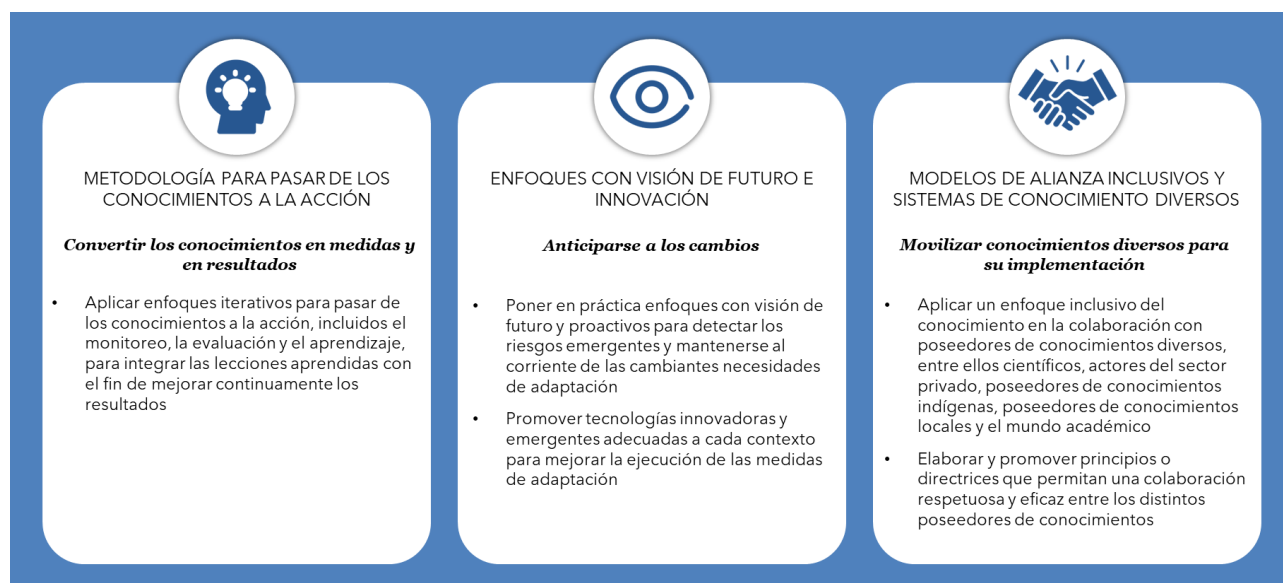 METODOLOGÍA PARA PASAR DE LOS
CONOCIMIENTOS A LA ACCIÓN
Convertir los conocimientos en medidas y
en resultados
• Aplicar enfoques iterativos para pasar de
los conocimientos a la acción, incluidos el
monitoreo, la evaluación y el aprendizaje,
para integrar las lecciones aprendidas con
el fin de mejorar continuamente los
resultados
ENFOQUES CON VISIÓN DE FUTURO E
INNOVACIÓN
Anticiparse a los cambios
• Poner en práctica enfoques con visión de
futuro y proactivos para detectar los
riesgos emergentes y mantenerse al
corriente de las cambiantes necesidades
de adaptación
• Promover tecnologías innovadoras y
emergentes adecuadas a cada contexto
para mejorar la ejecución de las medidas
de adaptación
MODELOS DE ALIANZA INCLUSIVOS Y
SISTEMAS DE CONOCIMIENTO DIVERSOS
Movilizar conocimientos diversos para
su implementación
• Aplicar un enfoque inclusivo del
conocimiento en la colaboración con
poseedores de conocimientos diversos,
entre ellos científicos, actores del sector
privado, poseedores de conocimientos
indígenas, poseedores de conocimientos
locales y el mundo académico
• Elaborar y promover principios o
directrices que permitan una colaboración
respetuosa y eficaz entre los distintos
poseedores de conocimientos